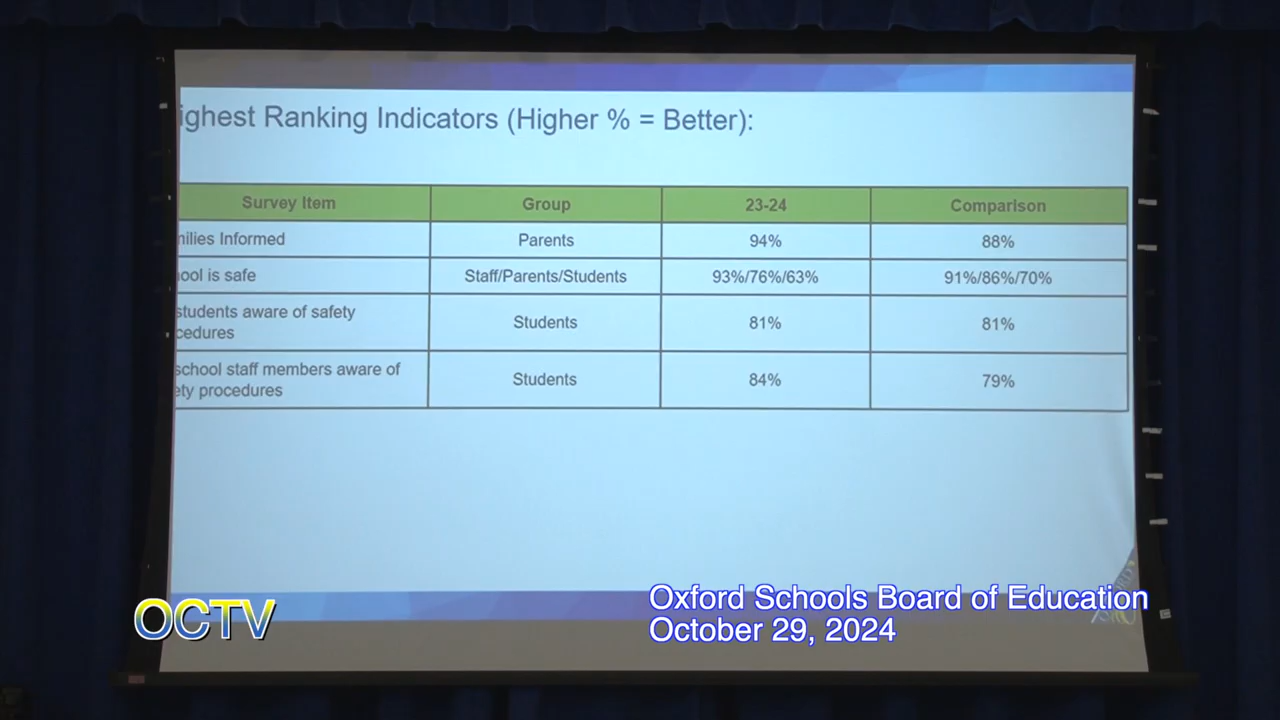 ighest Ranking Indicators (Higher % = Better):
Survey Item Group 23-24 Comparison
nilies Informed Parents 94% 88%
ool is safe Staff/Parents/Students 93%/76%/63% 91%/86%/70%
students aware of safety
cedures Students 81% 81%
school staff members aware of
ety procedures Students 84% 79%
OCTV
Oxford Schools Board of Education
October 29, 2024